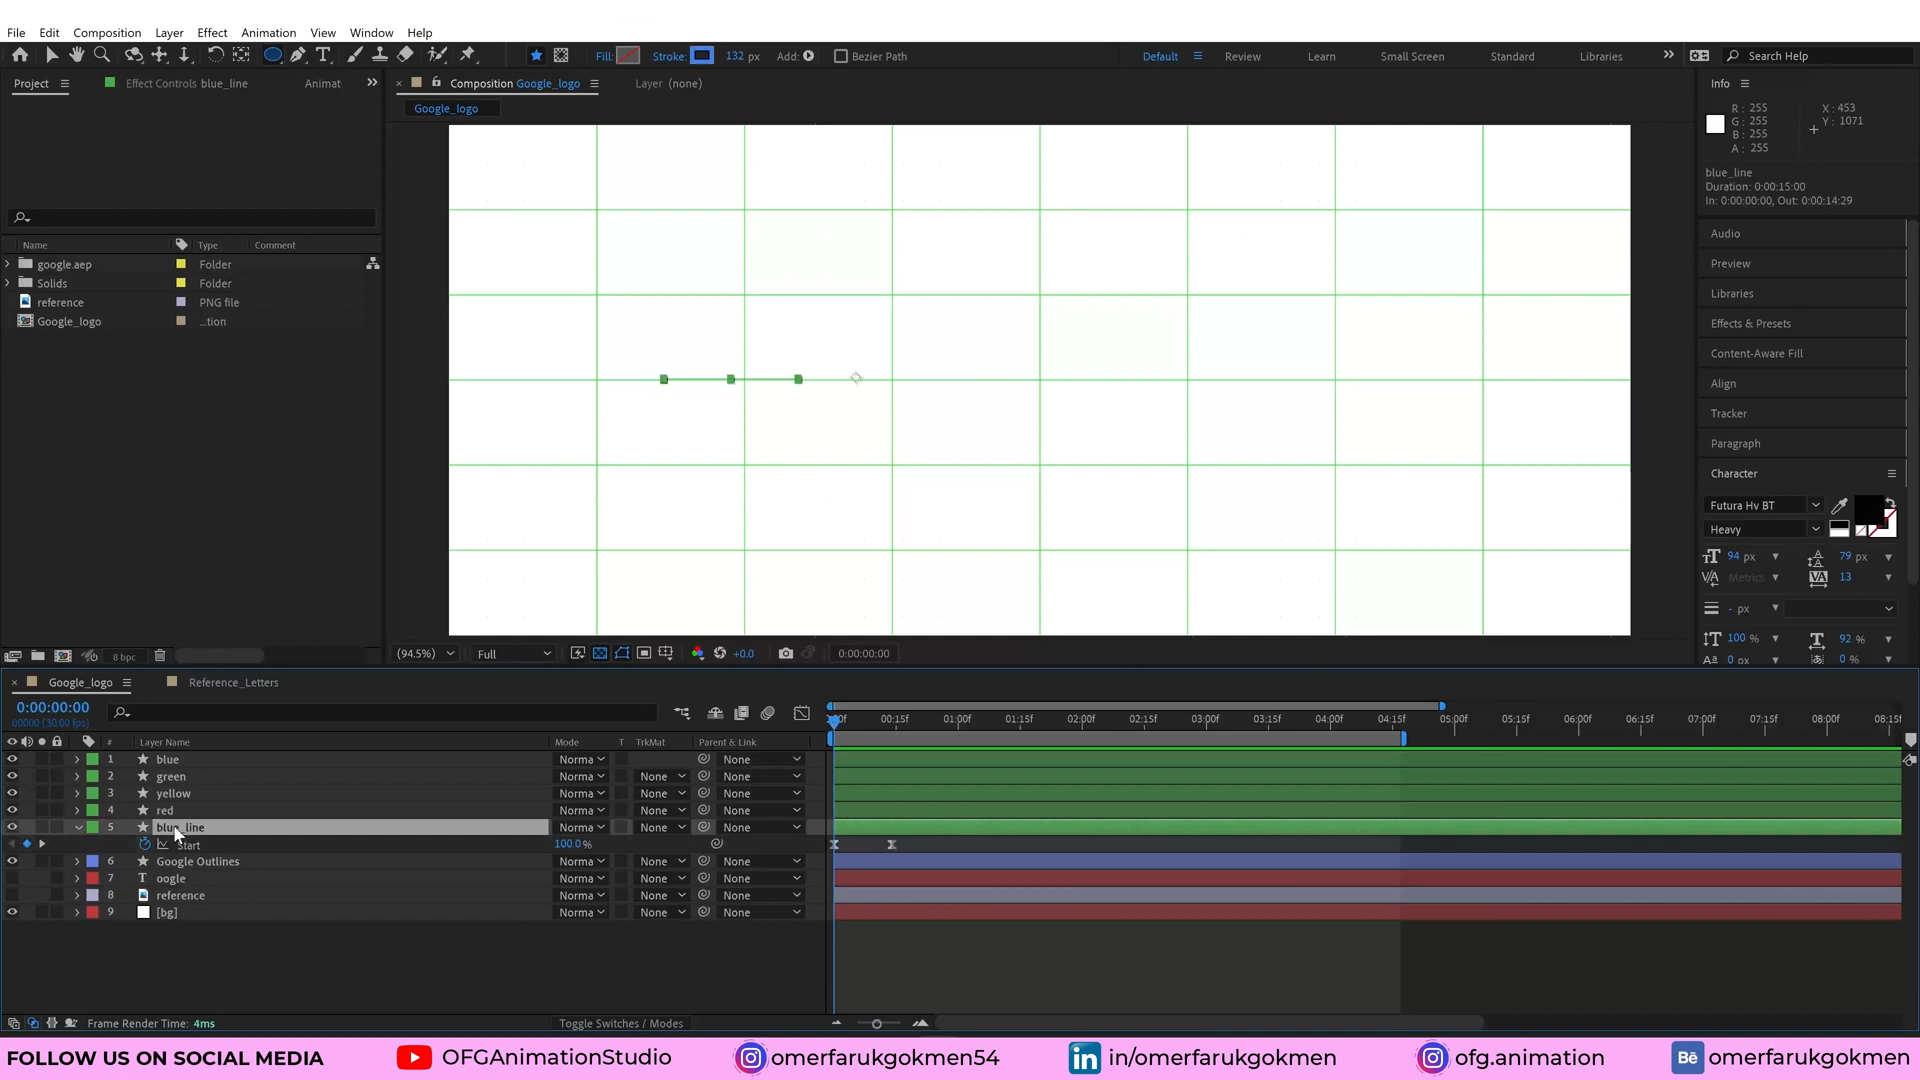 File Edit Composition Layer Effect Animation View Window Help
Fill: Stroke: 132 px Add: Bezier Path Default Review Learn Small Screen Standard Libraries Search Help
Project Effect Controls blue_line Animat Composition Google_logo Layer (none) Info
Google_logo
R: 255 X: 453
G: 255 Y: 1071
B: 255
A: 255
blue_line
Duration: 0:00:15:00
In: 0:00:00:00, Out: 0:00:14:29
Name Type Comment
google.aep Folder
Solids Folder
reference PNG file
Google_logo ...tion
Audio
Preview
Libraries
Effects & Presets
Content-Aware Fill
Align
Tracker
Paragraph
Character
Futura Hv BT
Heavy
94 px 79 px
Metrics 13
- px
100 % 92 %
0 px 0 %
8 bpc (94.5%) Full +0.0 0:00:00:00
Google_logo Reference_Letters
0:00:00:00
00000 (30.00 fps)
:00f 00:15f 01:00f 01:15f 02:00f 02:15f 03:00f 03:15f 04:00f 04:15f 05:00f 05:15f 06:00f 06:15f 07:00f 07:15f 08:00f 08:15f
# Layer Name Mode T TrkMat Parent & Link
1 blue Norma None
2 green Norma None None
3 yellow Norma None None
4 red Norma None None
5 blue_line Norma None None
Start 100.0%
6 Google Outlines Norma None None
7 oogle Norma None None
8 reference Norma None None
9 [bg] Norma None None
Frame Render Time: 4ms Toggle Switches / Modes
FOLLOW US ON SOCIAL MEDIA OFGAnimationStudio omerfarukgokmen54 in/omerfarukgokmen ofg.animation Bē omerfarukgokmen